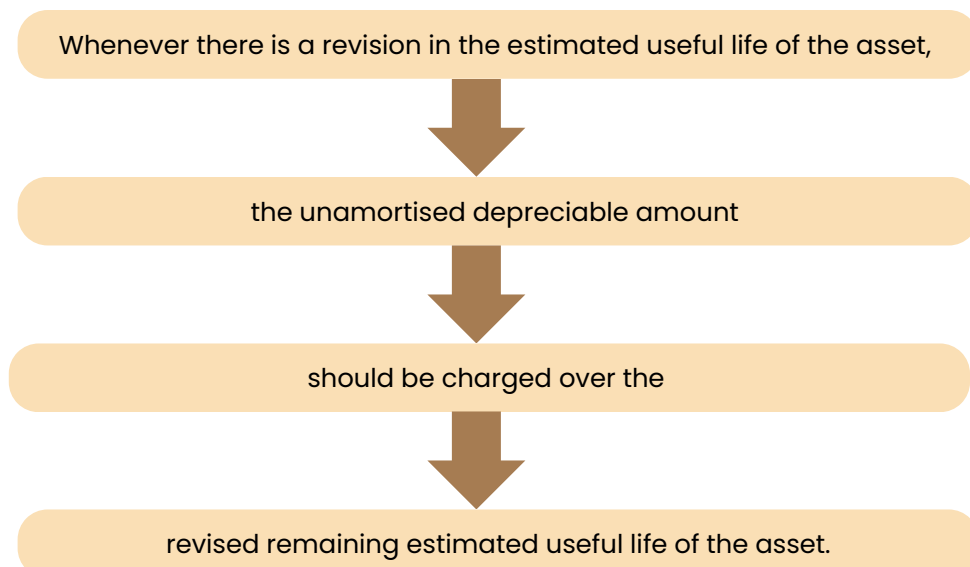 Whenever there is a revision in the estimated useful life of the asset,
the unamortised depreciable amount
should be charged over the
revised remaining estimated useful life of the asset.